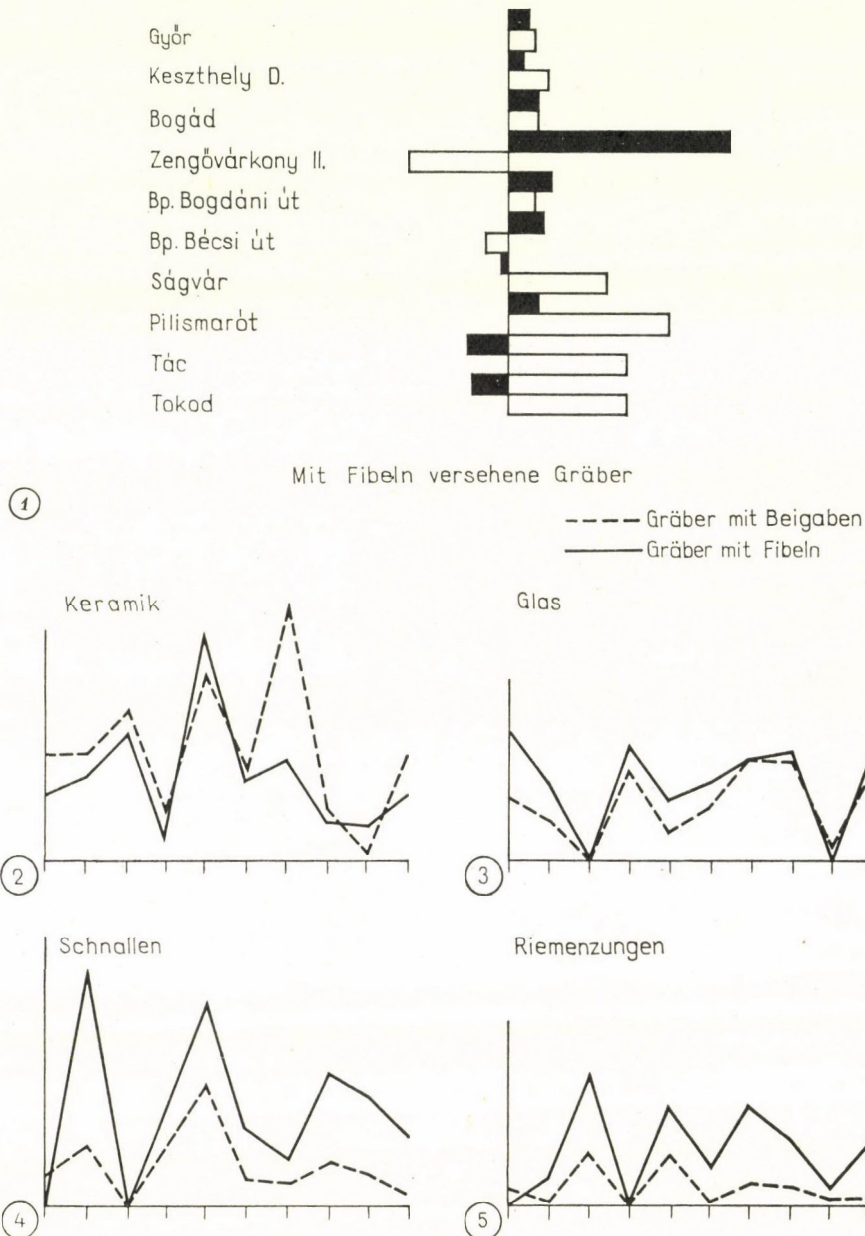 Győr
Keszthely D.
Bogád
Zengővárkony II.
Bp. Bogdáni út
Bp. Bécsi út
Ságvár
Pilismarót
Tác
Tokod
Mit Fibeln versehene Gräber
1
Gräber mit Beigaben
Gräber mit Fibeln
Keramik
Glas
2
3
Schnallen
Riemenzungen
4
5